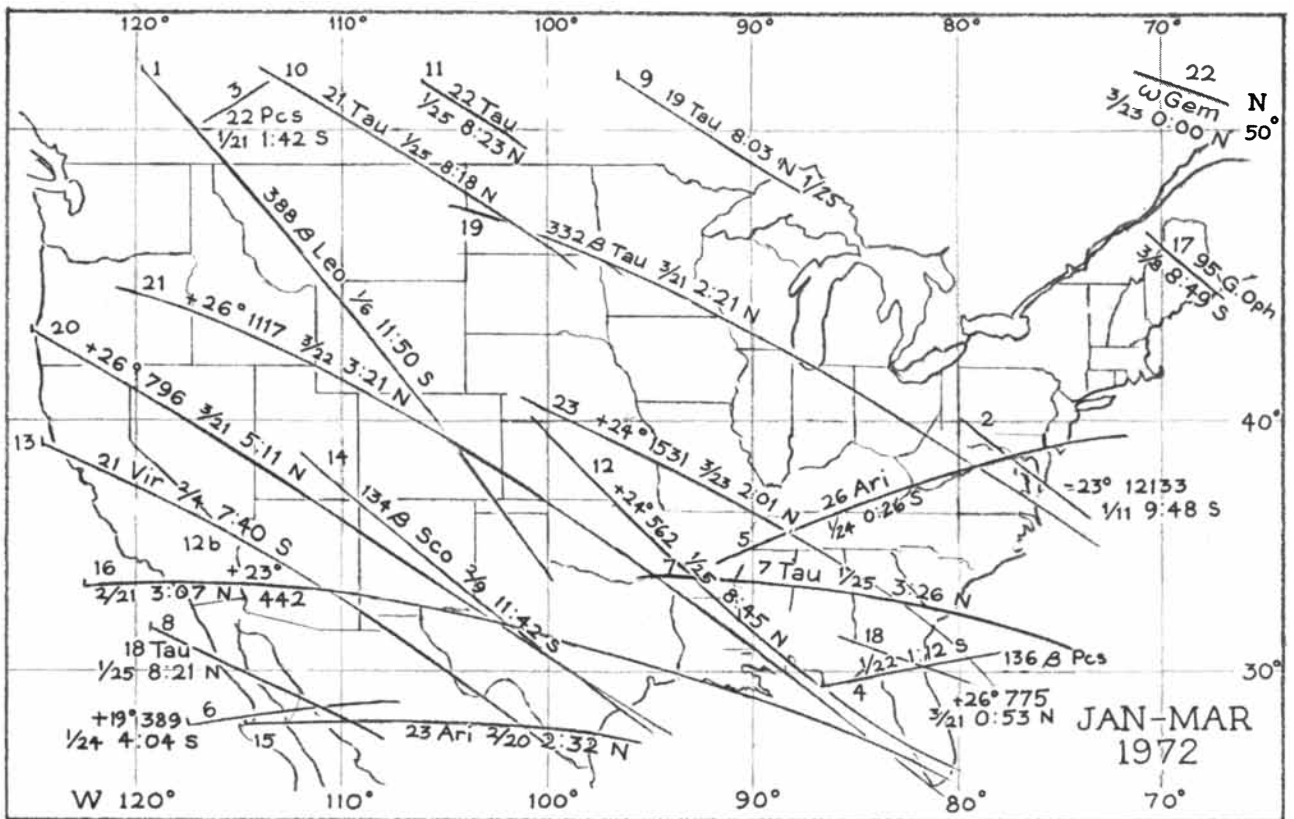 120° 110° 100° 90° 80° 70°
1
3
22 Pcs
1/21 1:42 S
10
21 Tau 1/25 8:18 N
11
22 Tau
1/25 8:23 N
9
19 Tau 8:03 N 1/25
22
ω Gem
3/23 0:00 N
N
50°
388 B Leo 1/6 11:50 S
19
332 B Tau 3/21 2:21 N
17 95 G. Oph
3/8 8:49 S
21
+26° 1117 3/22 3:21 N
20
+26° 796 3/21 5:11 N
23
+24° 1531 3/23 2:01 N
2
-23° 12133
1/11 9:48 S
40°
13
21 Vir 2/4 7:40 S
14
134 B Sco 2/9 11:42 S
12
+24° 562 1/25 8:45 N
26 Ari
1/24 0:26 S
5
12b
+23°
442
16
2/21 3:07 N
7
7 Tau 1/25 3:26 N
8
18 Tau
1/25 8:21 N
18
1/22 1:12 S
136 B Pcs
4
30°
+26° 775
3/21 0:53 N
+19° 389
1/24 4:04 S
6
15
23 Ari 2/20 2:32 N
JAN-MAR
1972
W 120° 110° 100° 90° 80° 70°